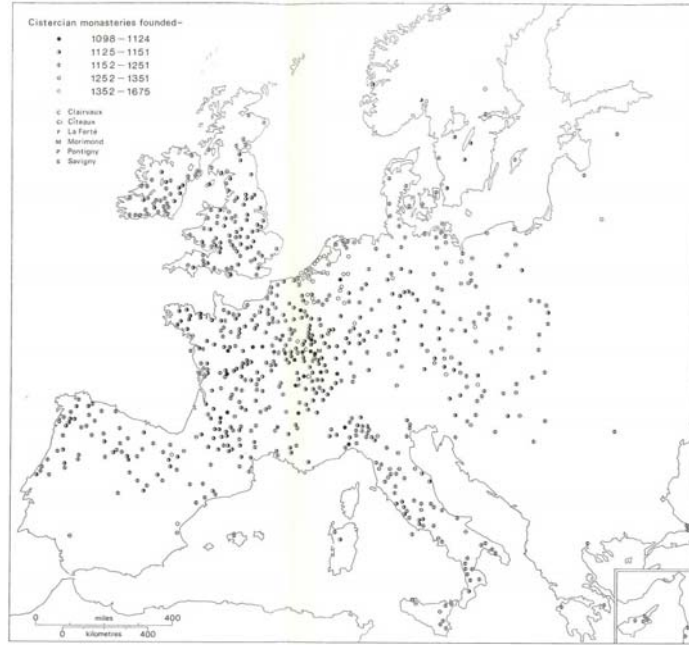 Cistercian monasteries founded–
1098 – 1124
1125 – 1151
1152 – 1251
1252 – 1351
1352 – 1675
C Clairvaux
Ci Cîteaux
F La Ferté
M Morimond
P Pontigny
S Savigny
0 miles 400
0 kilometres 400